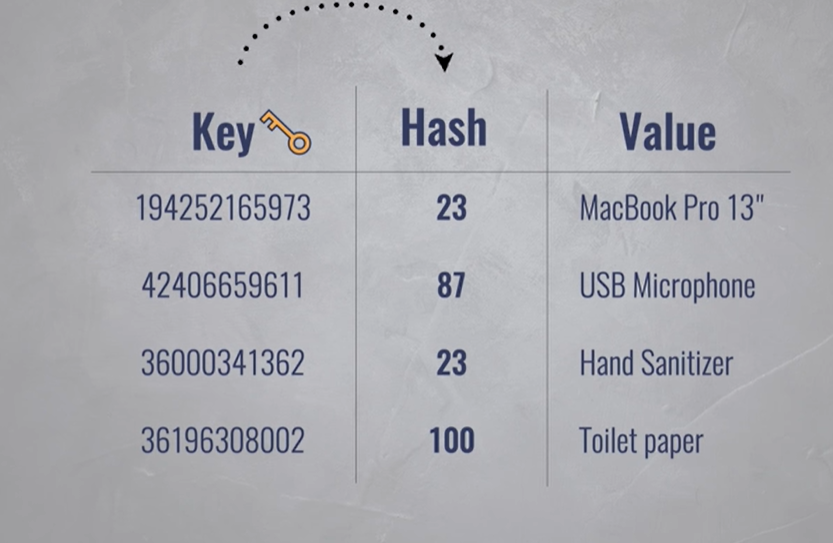 Key Hash Value
194252165973 23 MacBook Pro 13"
42406659611 87 USB Microphone
36000341362 23 Hand Sanitizer
36196308002 100 Toilet paper